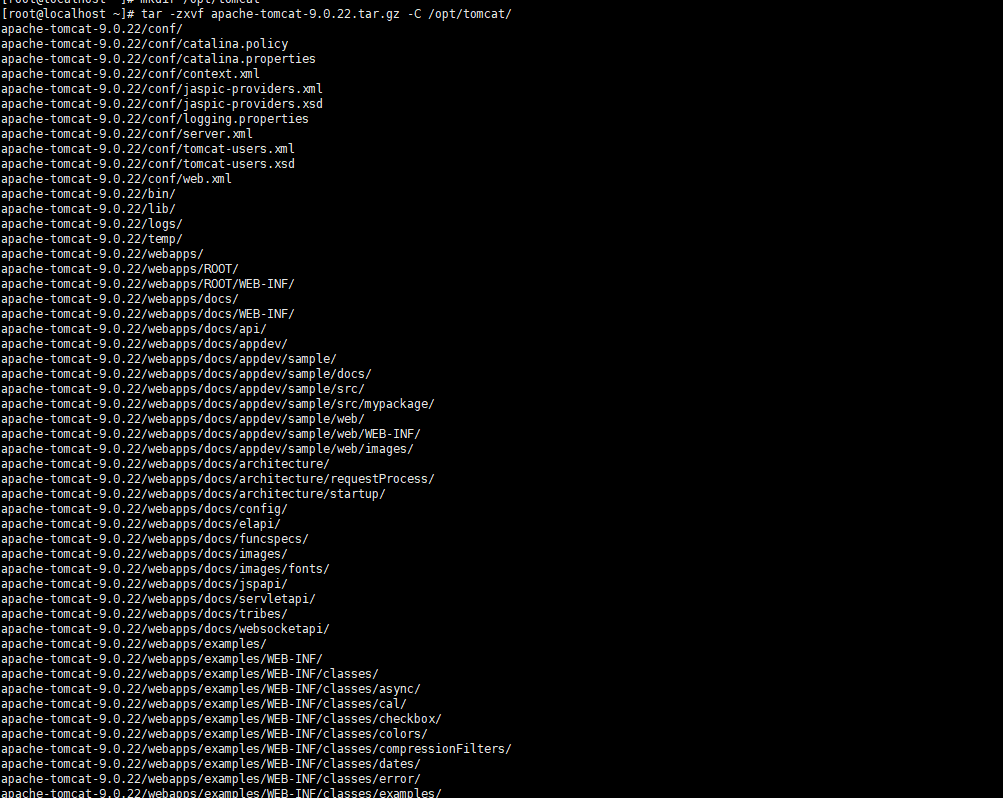 [root@localhost ~]# mkdir /opt/tomcat
[root@localhost ~]# tar -zxvf apache-tomcat-9.0.22.tar.gz -C /opt/tomcat/
apache-tomcat-9.0.22/conf/
apache-tomcat-9.0.22/conf/catalina.policy
apache-tomcat-9.0.22/conf/catalina.properties
apache-tomcat-9.0.22/conf/context.xml
apache-tomcat-9.0.22/conf/jaspic-providers.xml
apache-tomcat-9.0.22/conf/jaspic-providers.xsd
apache-tomcat-9.0.22/conf/logging.properties
apache-tomcat-9.0.22/conf/server.xml
apache-tomcat-9.0.22/conf/tomcat-users.xml
apache-tomcat-9.0.22/conf/tomcat-users.xsd
apache-tomcat-9.0.22/conf/web.xml
apache-tomcat-9.0.22/bin/
apache-tomcat-9.0.22/lib/
apache-tomcat-9.0.22/logs/
apache-tomcat-9.0.22/temp/
apache-tomcat-9.0.22/webapps/
apache-tomcat-9.0.22/webapps/ROOT/
apache-tomcat-9.0.22/webapps/ROOT/WEB-INF/
apache-tomcat-9.0.22/webapps/docs/
apache-tomcat-9.0.22/webapps/docs/WEB-INF/
apache-tomcat-9.0.22/webapps/docs/api/
apache-tomcat-9.0.22/webapps/docs/appdev/
apache-tomcat-9.0.22/webapps/docs/appdev/sample/
apache-tomcat-9.0.22/webapps/docs/appdev/sample/docs/
apache-tomcat-9.0.22/webapps/docs/appdev/sample/src/
apache-tomcat-9.0.22/webapps/docs/appdev/sample/src/mypackage/
apache-tomcat-9.0.22/webapps/docs/appdev/sample/web/
apache-tomcat-9.0.22/webapps/docs/appdev/sample/web/WEB-INF/
apache-tomcat-9.0.22/webapps/docs/appdev/sample/web/images/
apache-tomcat-9.0.22/webapps/docs/architecture/
apache-tomcat-9.0.22/webapps/docs/architecture/requestProcess/
apache-tomcat-9.0.22/webapps/docs/architecture/startup/
apache-tomcat-9.0.22/webapps/docs/config/
apache-tomcat-9.0.22/webapps/docs/elapi/
apache-tomcat-9.0.22/webapps/docs/funcspecs/
apache-tomcat-9.0.22/webapps/docs/images/
apache-tomcat-9.0.22/webapps/docs/images/fonts/
apache-tomcat-9.0.22/webapps/docs/jspapi/
apache-tomcat-9.0.22/webapps/docs/servletapi/
apache-tomcat-9.0.22/webapps/docs/tribes/
apache-tomcat-9.0.22/webapps/docs/websocketapi/
apache-tomcat-9.0.22/webapps/examples/
apache-tomcat-9.0.22/webapps/examples/WEB-INF/
apache-tomcat-9.0.22/webapps/examples/WEB-INF/classes/
apache-tomcat-9.0.22/webapps/examples/WEB-INF/classes/async/
apache-tomcat-9.0.22/webapps/examples/WEB-INF/classes/cal/
apache-tomcat-9.0.22/webapps/examples/WEB-INF/classes/checkbox/
apache-tomcat-9.0.22/webapps/examples/WEB-INF/classes/colors/
apache-tomcat-9.0.22/webapps/examples/WEB-INF/classes/compressionFilters/
apache-tomcat-9.0.22/webapps/examples/WEB-INF/classes/dates/
apache-tomcat-9.0.22/webapps/examples/WEB-INF/classes/error/
apache-tomcat-9.0.22/webapps/examples/WEB-INF/classes/examples/